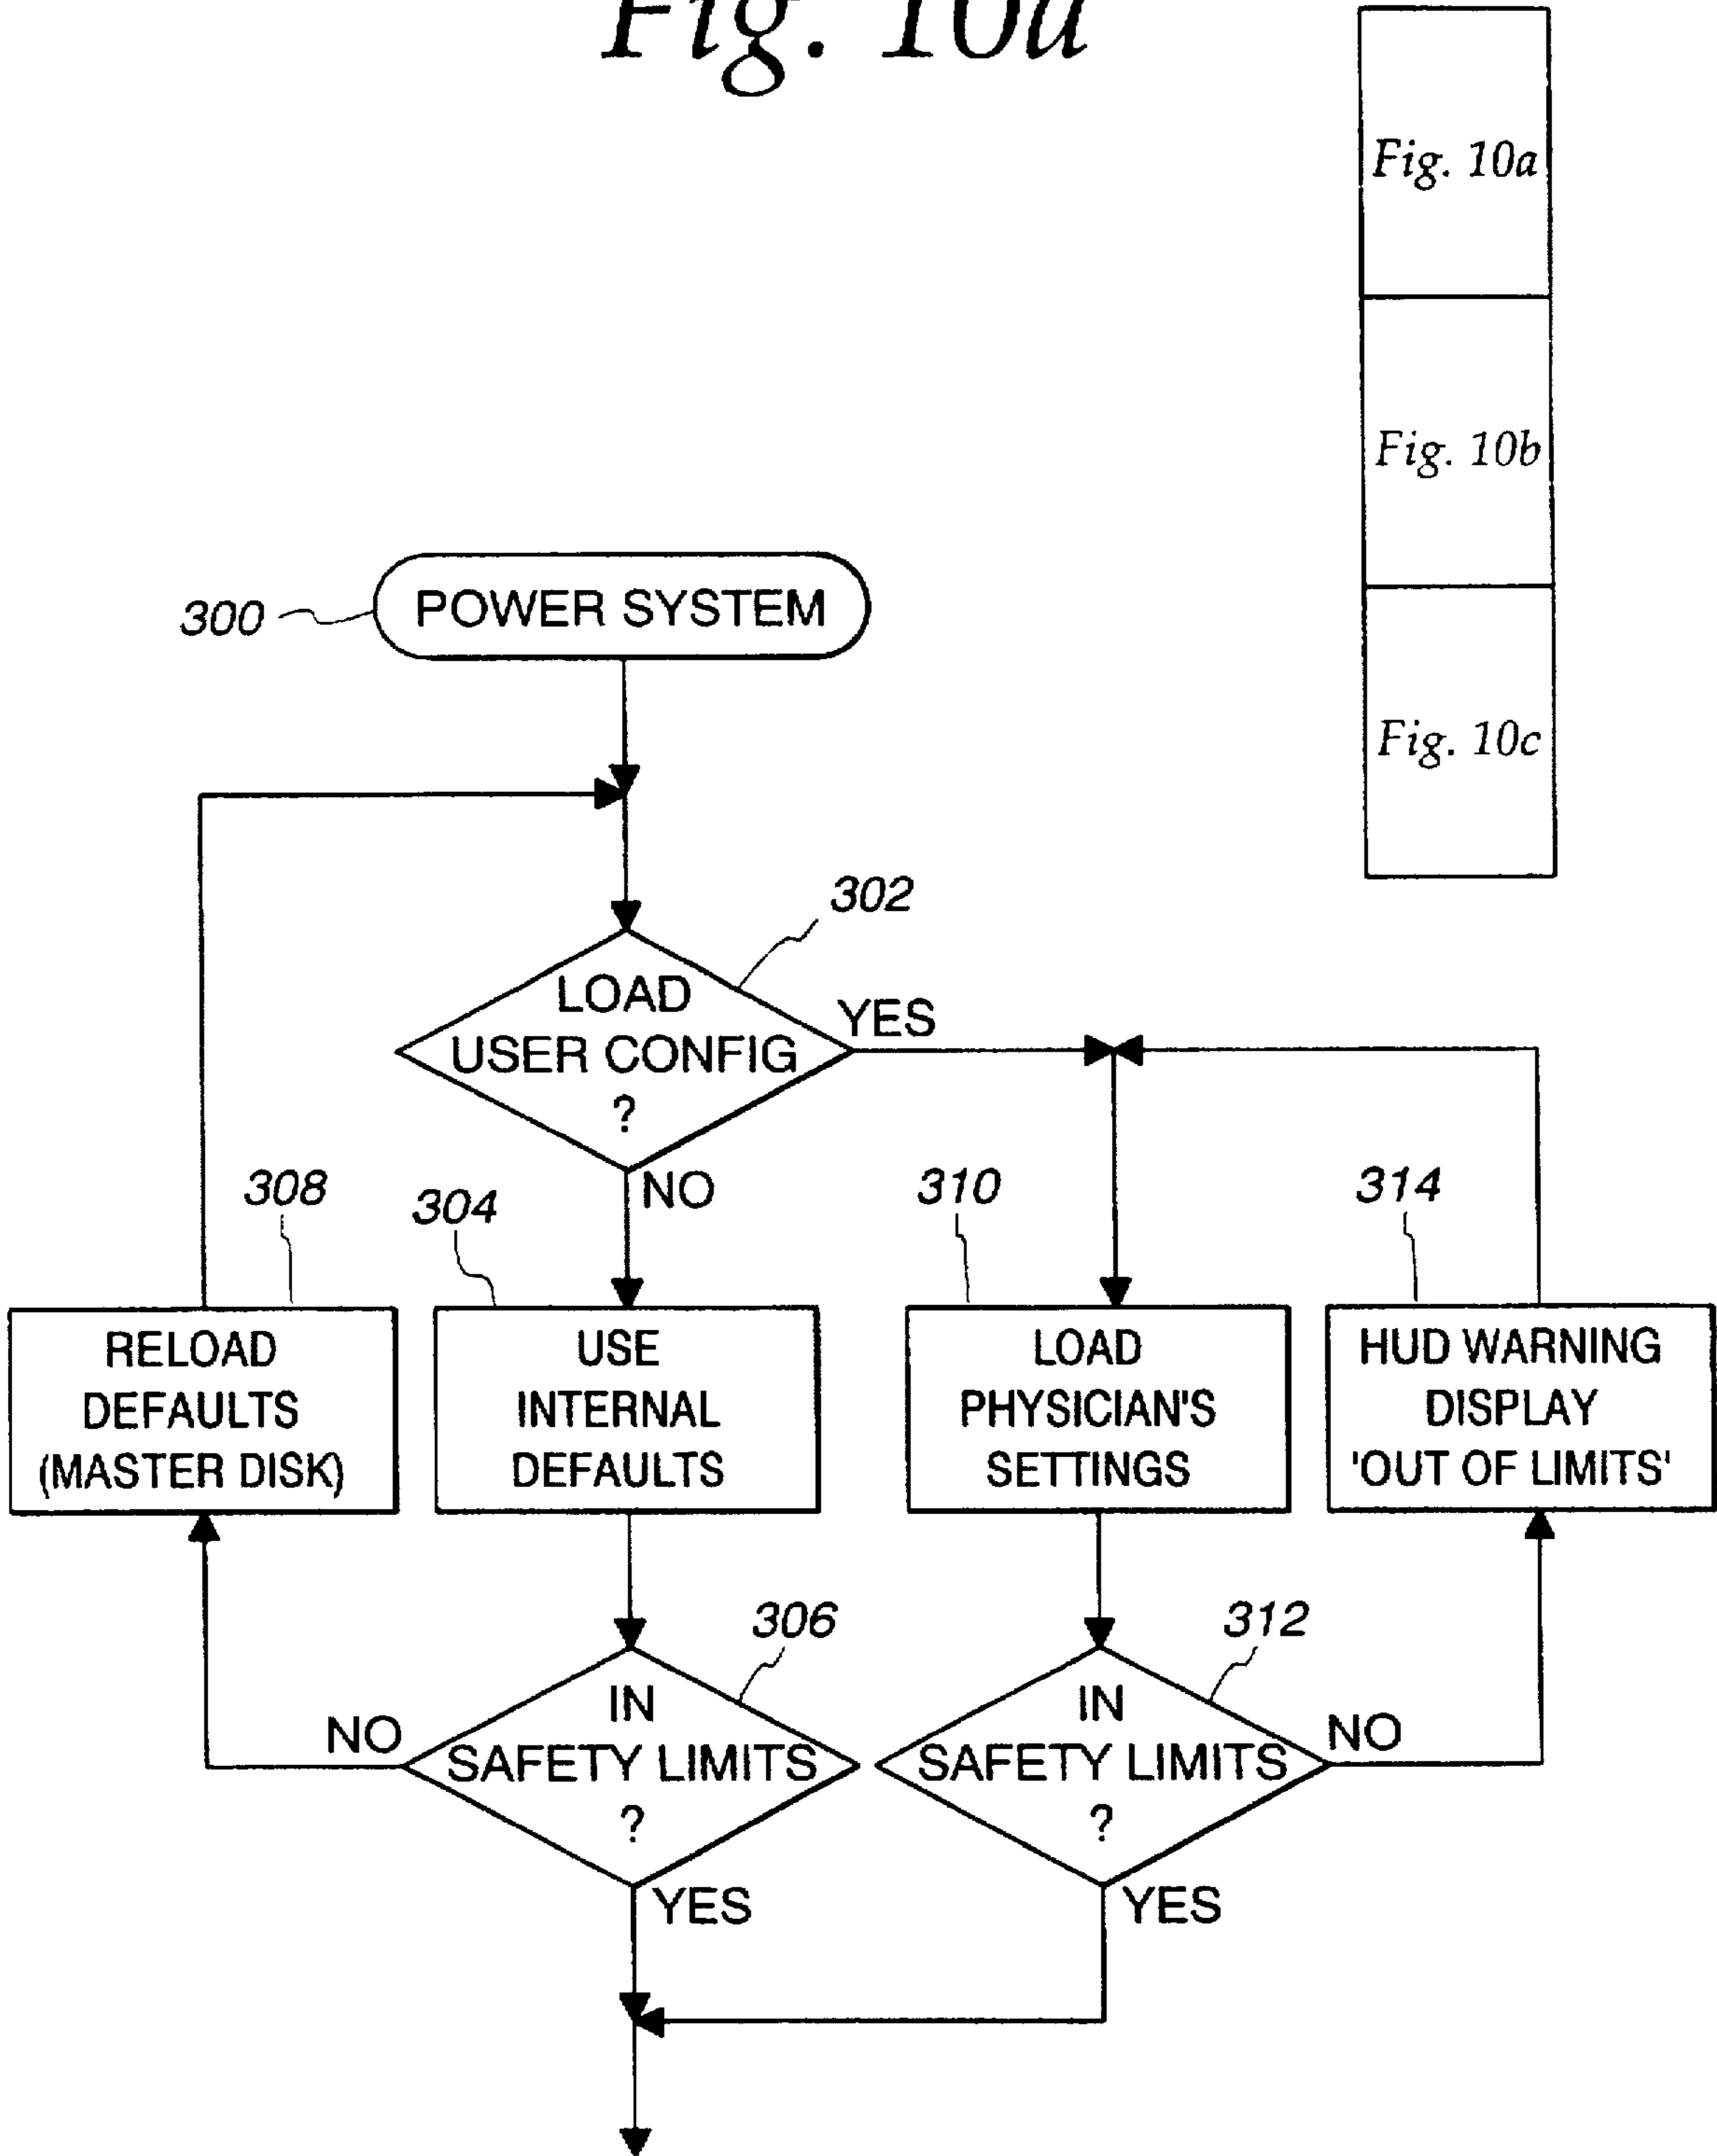 Fig. 10a
Fig. 10a
Fig. 10b
Fig. 10c
300
POWER SYSTEM
302
LOAD
USER CONFIG
?
YES
NO
308
304
310
314
RELOAD
DEFAULTS
(MASTER DISK)
USE
INTERNAL
DEFAULTS
LOAD
PHYSICIAN'S
SETTINGS
HUD WARNING
DISPLAY
'OUT OF LIMITS'
306
312
NO
IN
SAFETY LIMITS
?
YES
IN
SAFETY LIMITS
?
NO
YES